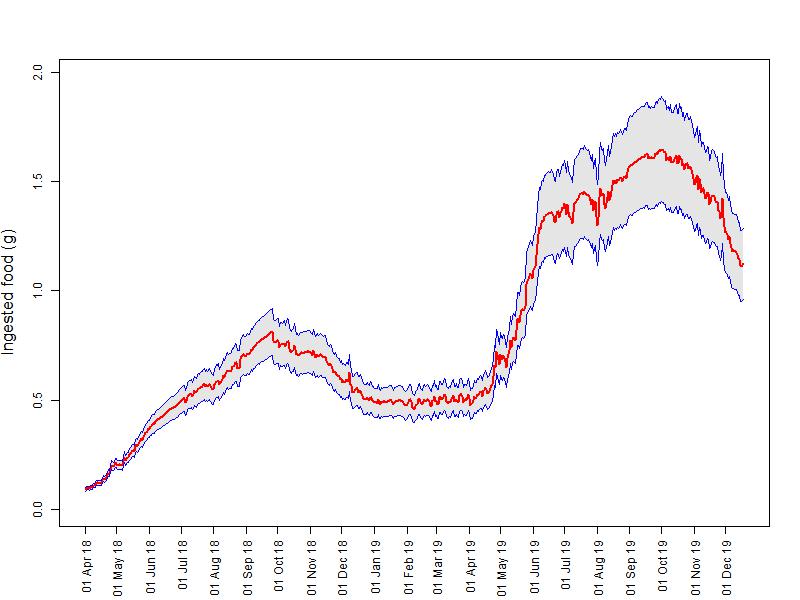 Ingested food (g)
2.0
1.5
1.0
0.5
0.0
01 Apr 18
01 May 18
01 Jun 18
01 Jul 18
01 Aug 18
01 Sep 18
01 Oct 18
01 Nov 18
01 Dec 18
01 Jan 19
01 Feb 19
01 Mar 19
01 Apr 19
01 May 19
01 Jun 19
01 Jul 19
01 Aug 19
01 Sep 19
01 Oct 19
01 Nov 19
01 Dec 19